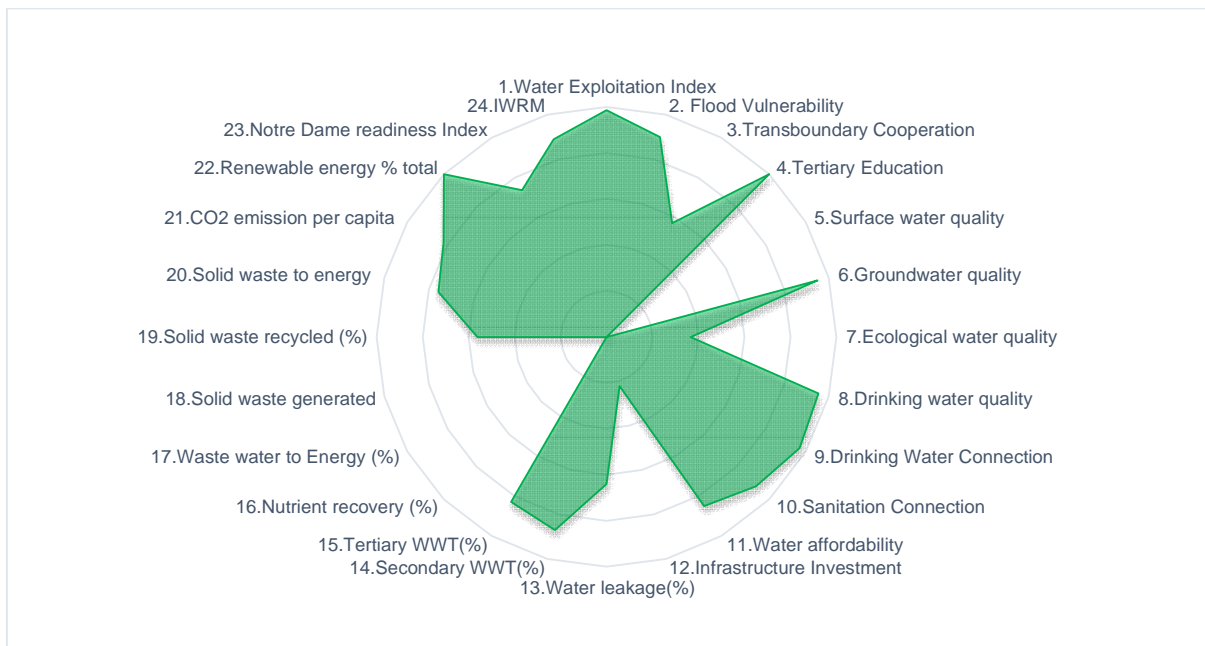 1.Water Exploitation Index
2. Flood Vulnerability
3.Transboundary Cooperation
4.Tertiary Education
5.Surface water quality
6.Groundwater quality
7.Ecological water quality
8.Drinking water quality
9.Drinking Water Connection
10.Sanitation Connection
11.Water affordability
12.Infrastructure Investment
13.Water leakage(%)
14.Secondary WWT(%)
15.Tertiary WWT(%)
16.Nutrient recovery (%)
17.Waste water to Energy (%)
18.Solid waste generated
19.Solid waste recycled (%)
20.Solid waste to energy
21.CO2 emission per capita
22.Renewable energy % total
23.Notre Dame readiness Index
24.IWRM